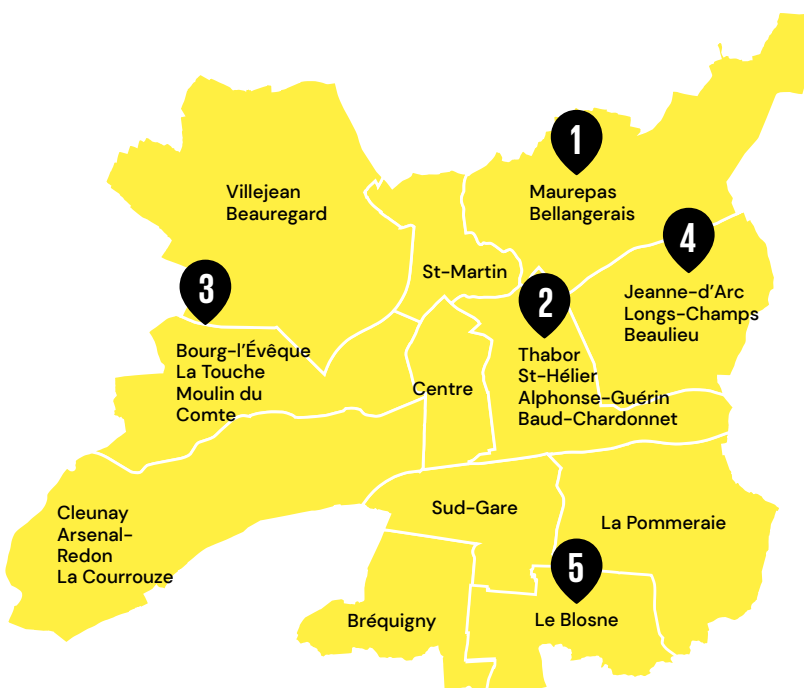 1
Maurepas
Bellangerais
Villejean
Beauregard
4
St-Martin
3
2
Jeanne-d'Arc
Longs-Champs
Beaulieu
Bourg-l'Évêque
La Touche
Moulin du
Comte
Centre
Thabor
St-Hélier
Alphonse-Guérin
Baud-Chardonnet
Cleunay
Arsenal-
Redon
La Courrouze
Sud-Gare
La Pommeraie
5
Bréquigny
Le Blosne